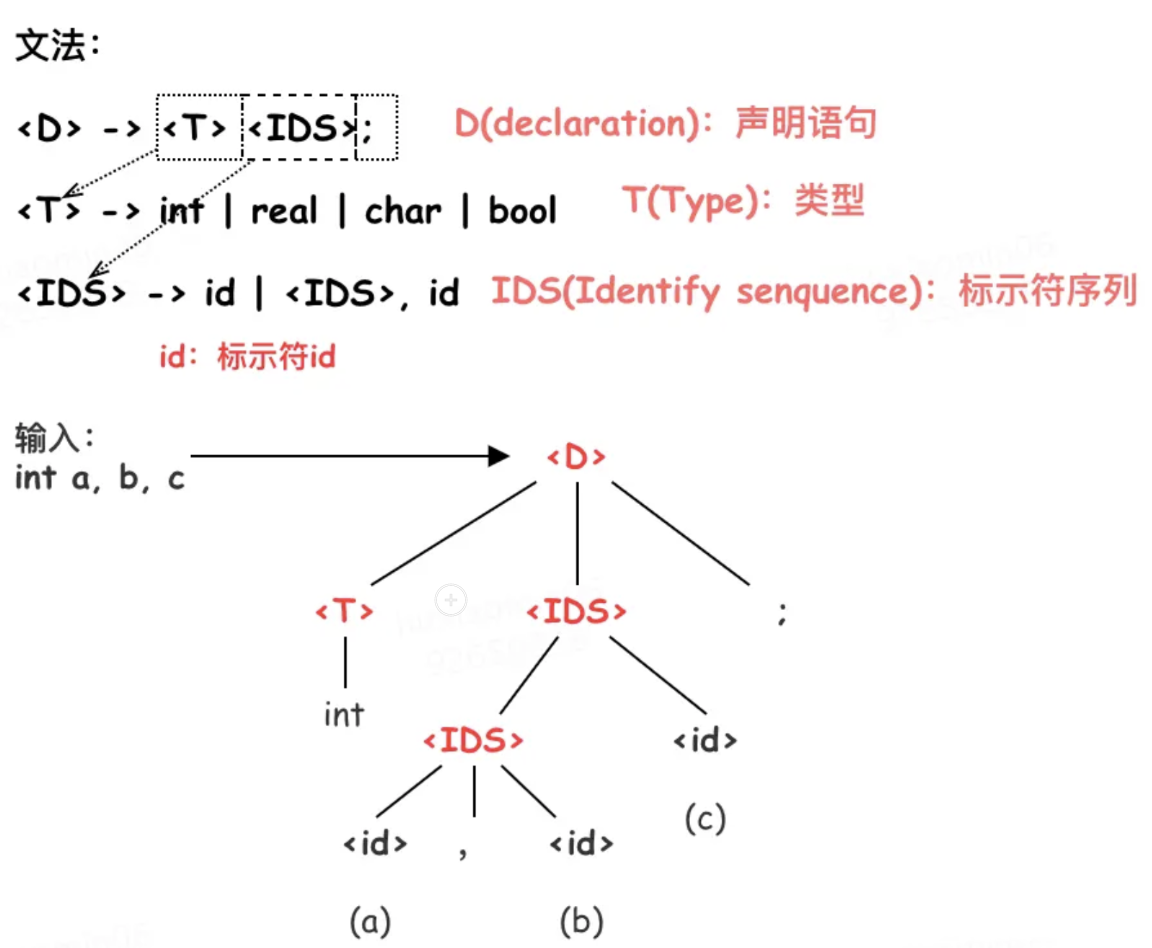 文法：
<D> -> <T> <IDS>; D(declaration)：声明语句
<T> -> int | real | char | bool T(Type)：类型
<IDS> -> id | <IDS>, id IDS(Identify senquence)：标示符序列
id：标示符id
输入：
int a, b, c
<D>
<T> <IDS> ;
int
<IDS> <id>
(c)
<id> , <id>
(a) (b)